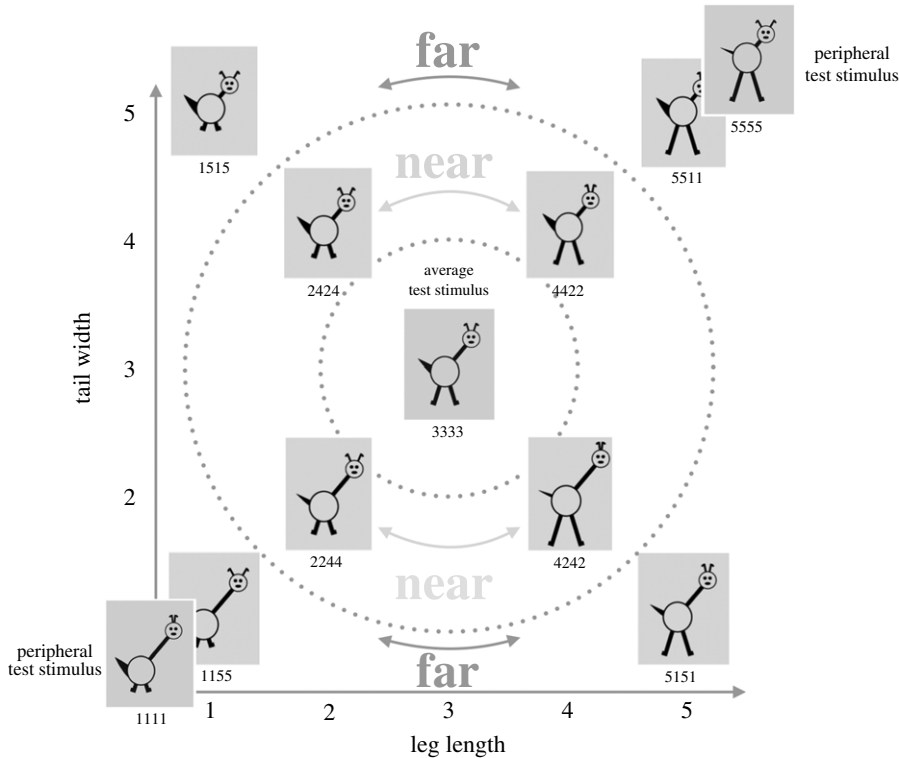 far
peripheral
test stimulus
5
1515
5555
5511
near
4
2424
average
test stimulus
4422
tail width
3
3333
2
2244
4242
near
peripheral
test stimulus
1155
far
5151
1111
1
2
3
4
5
leg length